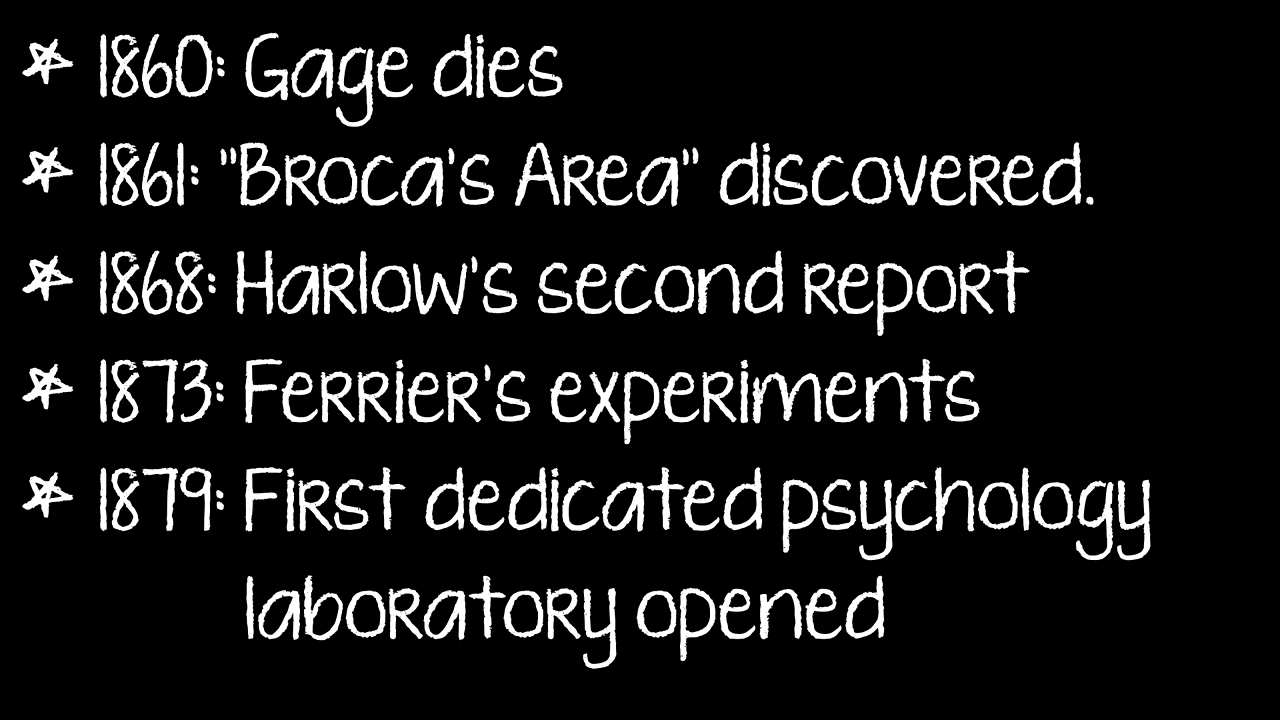 1860: Gage dies
1861: "Broca's Area" discovered.
1868: Harlow's second report
1873: Ferrier's experiments
1879: First dedicated psychology
laboratory opened